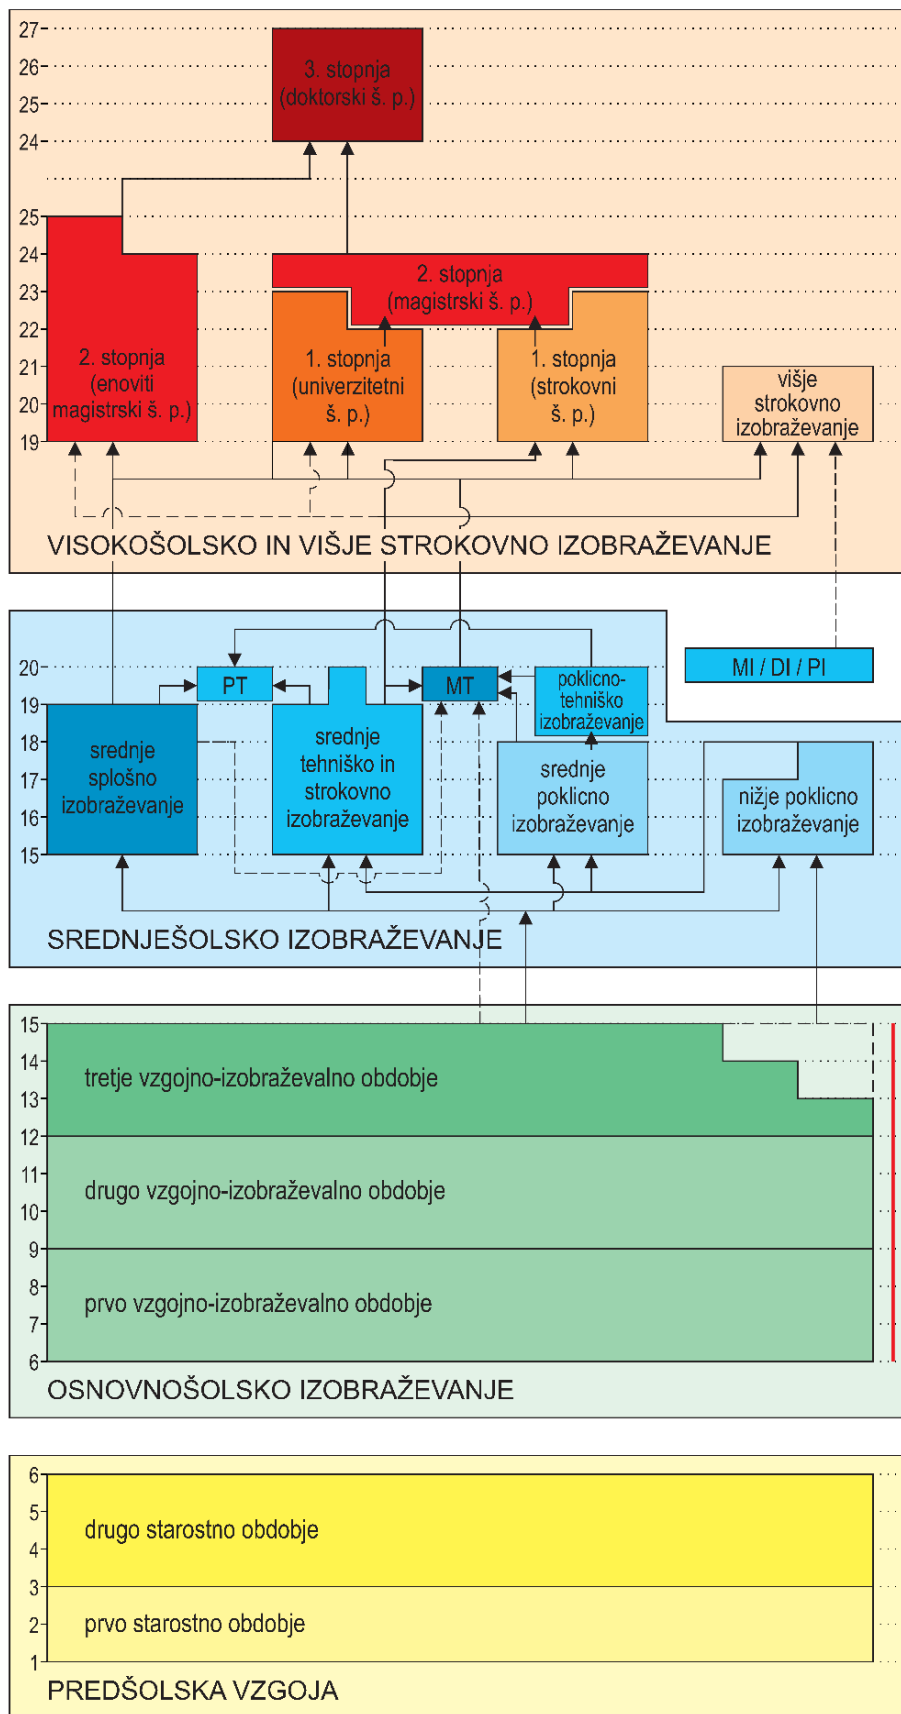 27
26
25
24
3. stopnja
(doktorski š. p.)
25
24
23
22
21
20
19
2. stopnja
(magistrski š. p.)
2. stopnja
(enoviti
magistrski š. p.)
1. stopnja
(univerzitetni
š. p.)
1. stopnja
(strokovni
š. p.)
višje
strokovno
izobraževanje
VISOKOŠOLSKO IN VIŠJE STROKOVNO IZOBRAŽEVANJE
MI / DI / PI
20
19
18
17
16
15
PT
MT
poklicno-
tehniško
izobraževanje
srednje
splošno
izobraževanje
srednje
tehniško in
strokovno
izobraževanje
srednje
poklicno
izobraževanje
nižje poklicno
izobraževanje
SREDNJEŠOLSKO IZOBRAŽEVANJE
15
14
13
12
11
10
9
8
7
6
tretje vzgojno-izobraževalno obdobje
drugo vzgojno-izobraževalno obdobje
prvo vzgojno-izobraževalno obdobje
OSNOVNOŠOLSKO IZOBRAŽEVANJE
6
5
4
3
2
1
drugo starostno obdobje
prvo starostno obdobje
PREDŠOLSKA VZGOJA